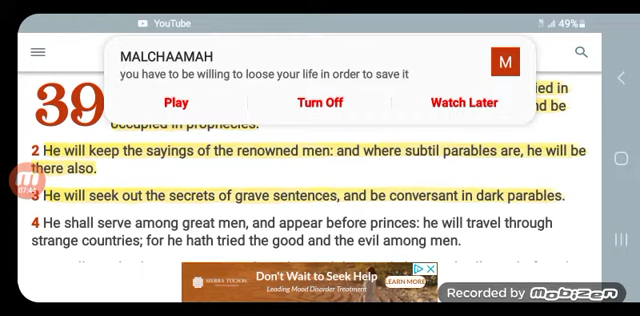 YouTube
49%
MALCHAAMAH
you have to be willing to loose your life in order to save it
M
Play Turn Off Watch Later
39
ied in
nd be
occupied in prophecies.
2 He will keep the sayings of the renowned men: and where subtil parables are, he will be
there also.
07:44
3 He will seek out the secrets of grave sentences, and be conversant in dark parables.
4 He shall serve among great men, and appear before princes: he will travel through
strange countries; for he hath tried the good and the evil among men.
SIERRA TUCSON
Don't Wait to Seek Help
Leading Mood Disorder Treatment
LEARN MORE
Recorded by mobizen